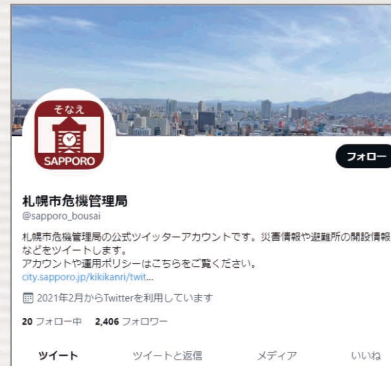 そなえ
SAPPORO
フォロー
札幌市危機管理局
@sapporo_bousai
札幌市危機管理局の公式ツイッターアカウントです。災害情報や避難所の開設情報
などをツイートします。
アカウントや運用ポリシーはこちらをご覧ください。
city.sapporo.jp/kikikanri/twit...
2021年2月からTwitterを利用しています
20 フォロー中 2,406 フォロワー
ツイート ツイートと返信 メディア いいね